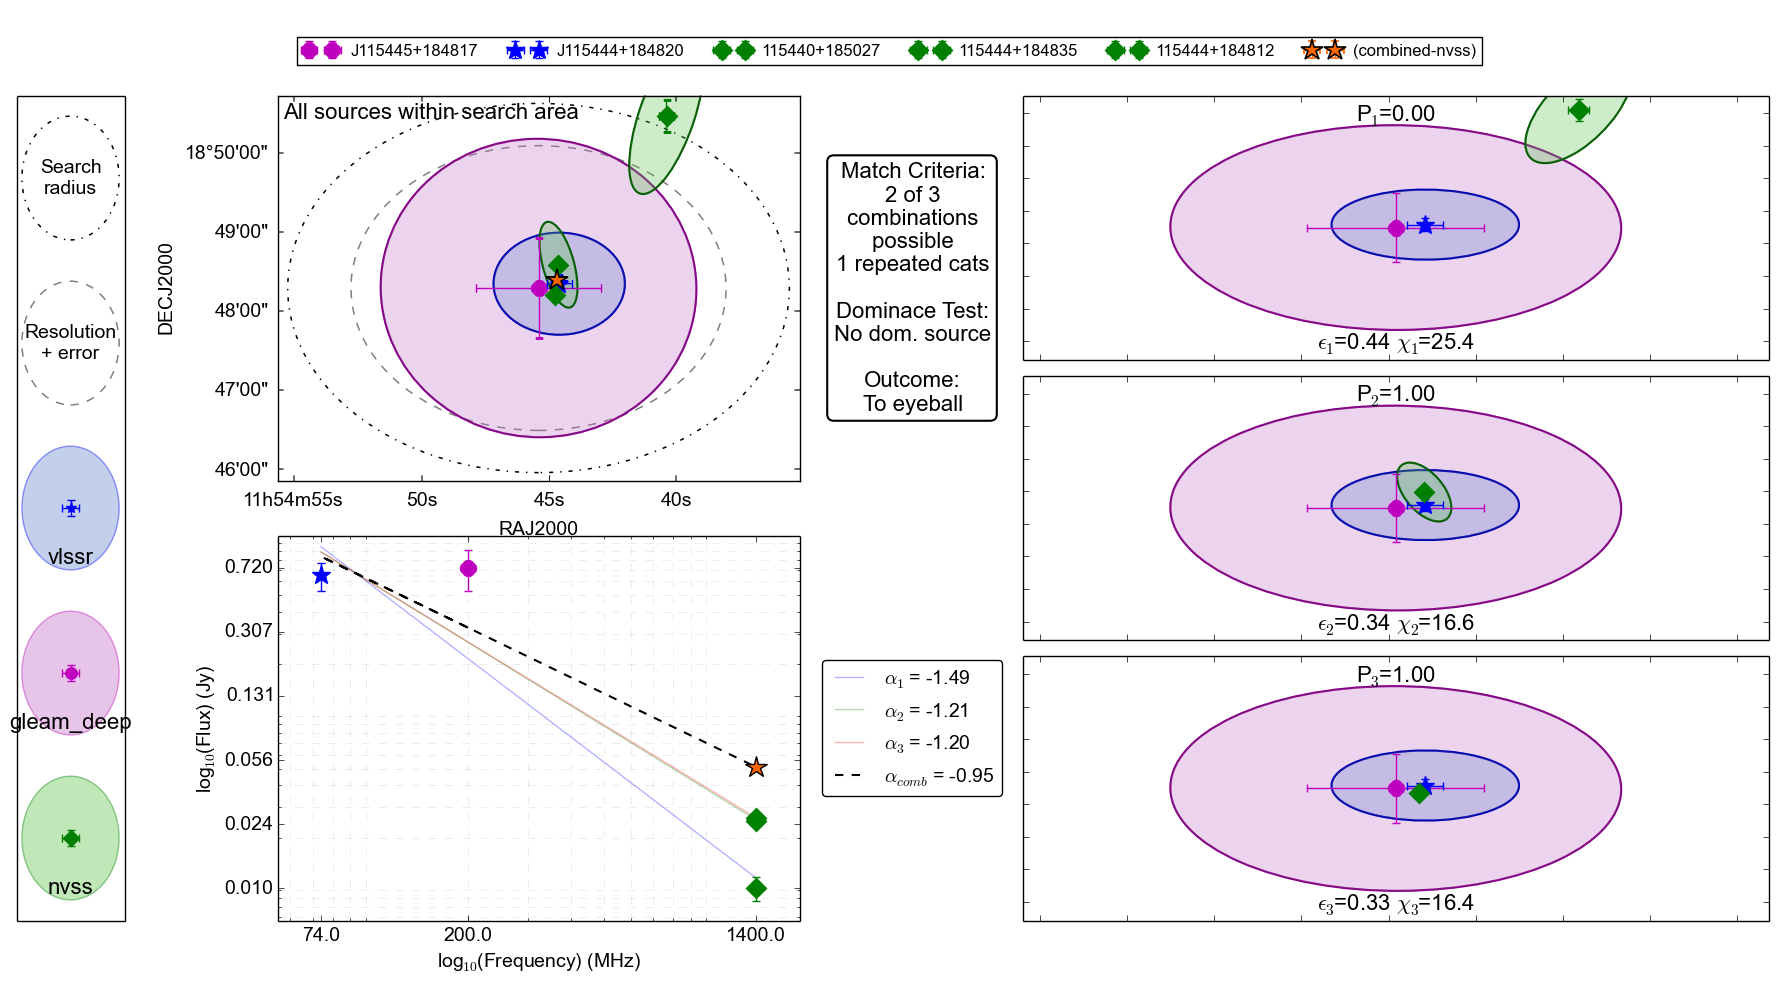 J115445+184817 J115444+184820 115440+185027 115444+184835 115444+184812 (combined-nvss)
Search
radius
Resolution
+ error
vlssr
gleam_deep
nvss
All sources within search area
DECJ2000
18°50'00"
49'00"
48'00"
47'00"
46'00"
11h54m55s 50s 45s 40s
RAJ2000
Match Criteria:
2 of 3
combinations
possible
1 repeated cats
Dominace Test:
No dom. source
Outcome:
To eyeball
log₁₀(Flux) (Jy)
0.720
0.307
0.131
0.056
0.024
0.010
74.0 200.0 1400.0
log₁₀(Frequency) (MHz)
α₁ = -1.49
α₂ = -1.21
α₃ = -1.20
α_comb = -0.95
P₁=0.00
ϵ₁=0.44 χ₁=25.4
P₂=1.00
ϵ₂=0.34 χ₂=16.6
P₃=1.00
ϵ₃=0.33 χ₃=16.4